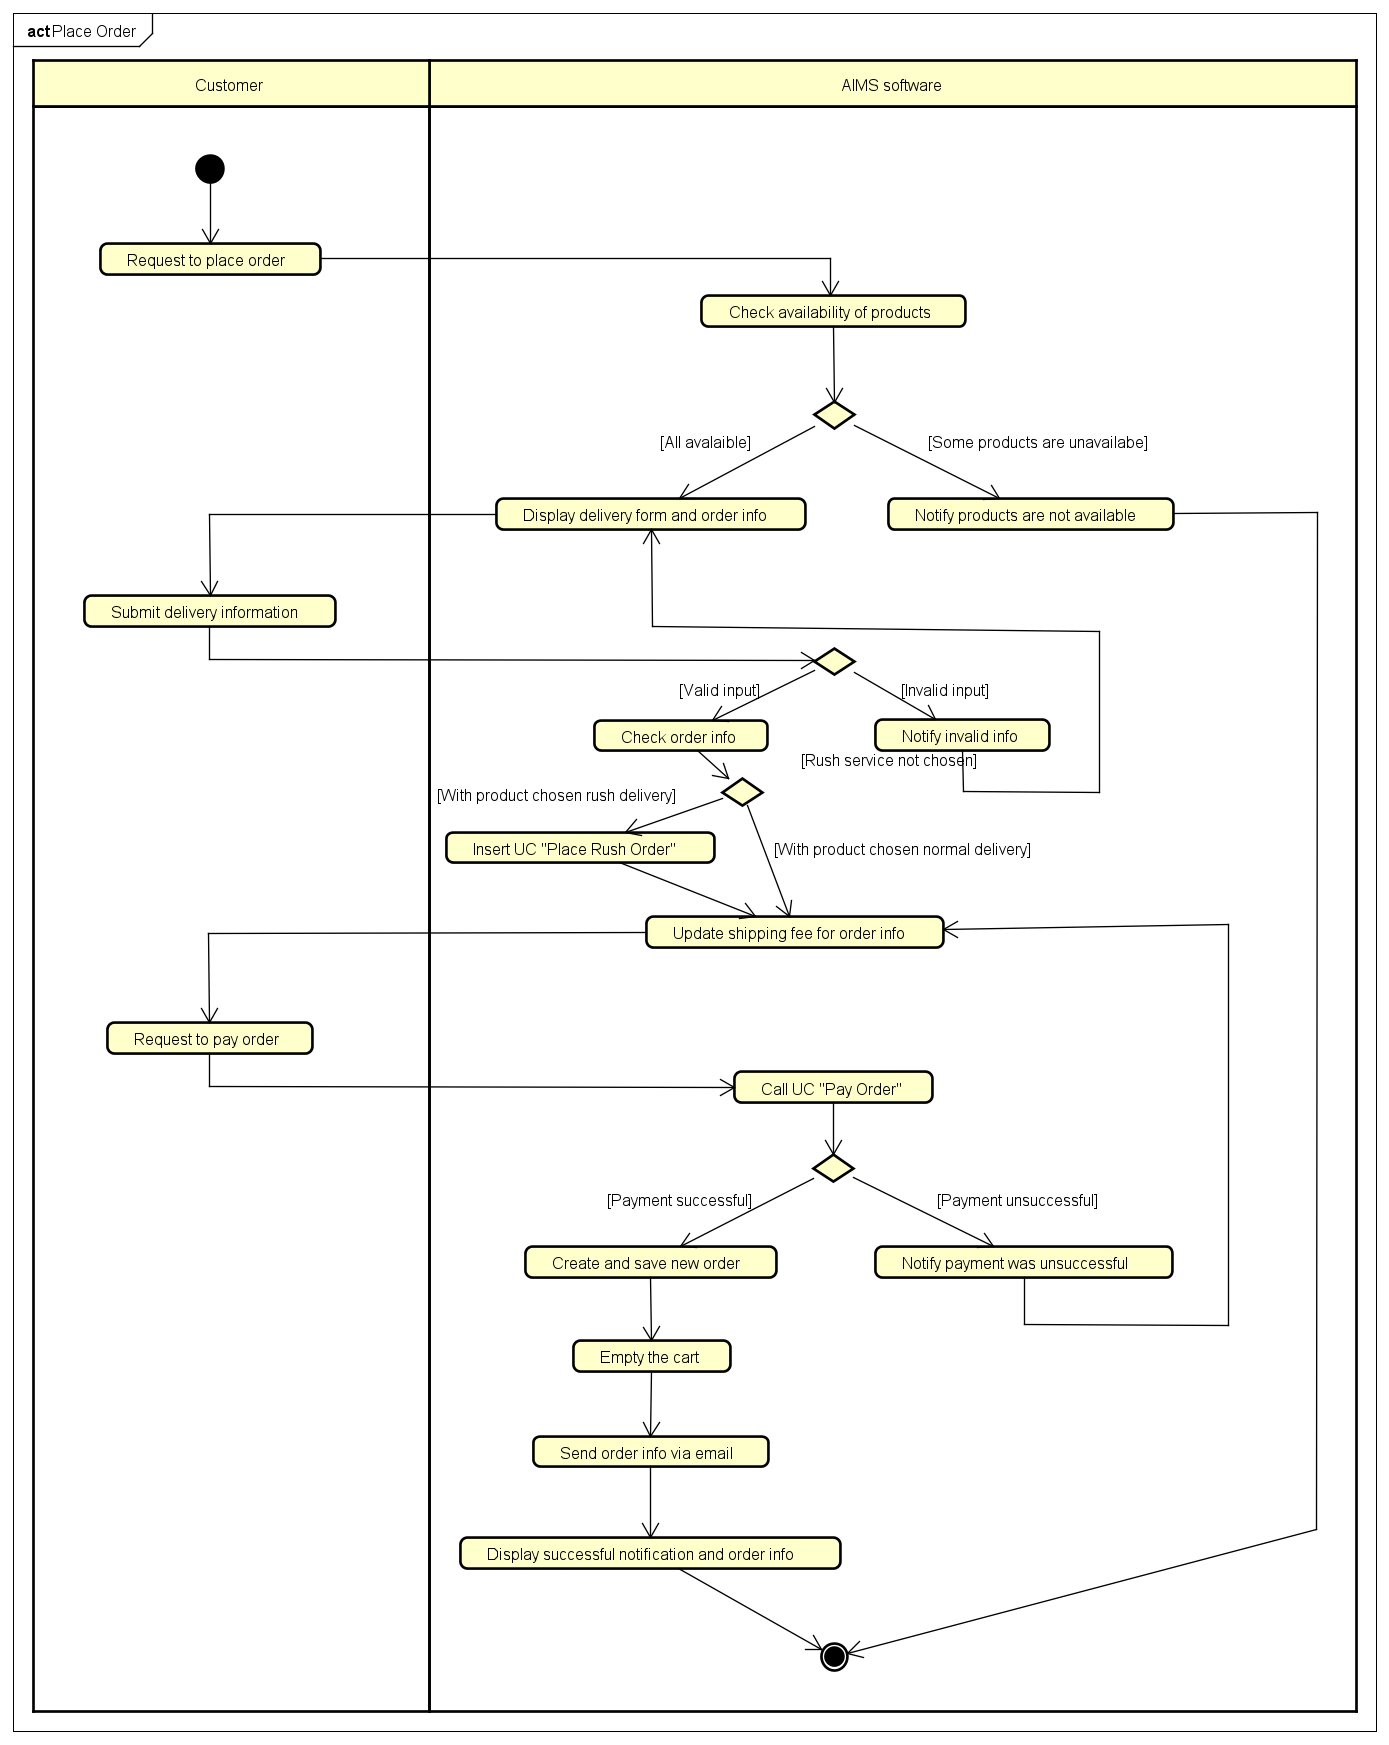 act Place Order
Customer
AIMS software
Request to place order
Check availability of products
[All avalaible]
[Some products are unavailabe]
Display delivery form and order info
Notify products are not available
Submit delivery information
[Valid input]
[Invalid input]
Check order info
Notify invalid info
[Rush service not chosen]
[With product chosen rush delivery]
Insert UC "Place Rush Order"
[With product chosen normal delivery]
Update shipping fee for order info
Request to pay order
Call UC "Pay Order"
[Payment successful]
[Payment unsuccessful]
Create and save new order
Notify payment was unsuccessful
Empty the cart
Send order info via email
Display successful notification and order info